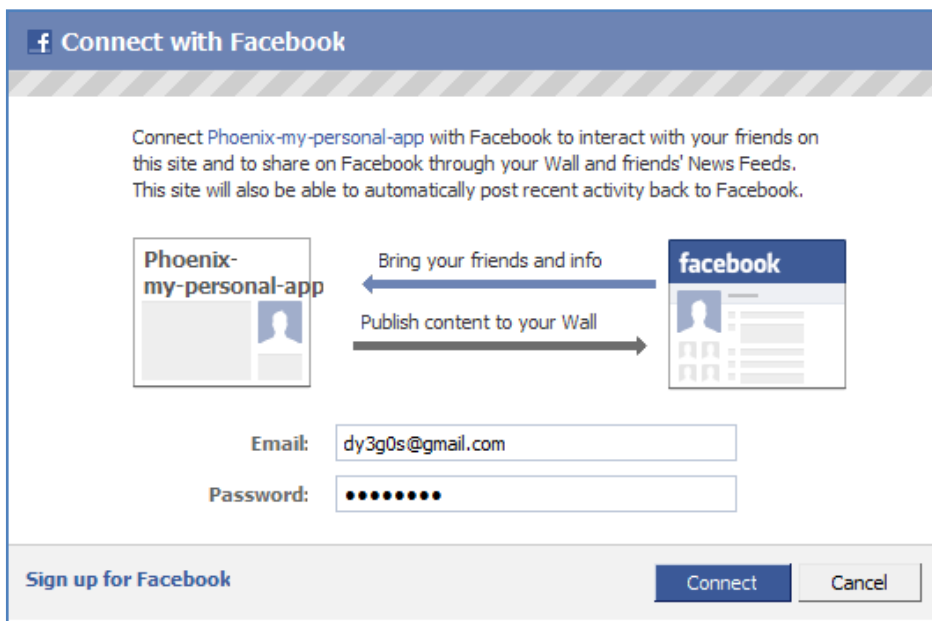 f Connect with Facebook
Connect Phoenix-my-personal-app with Facebook to interact with your friends on
this site and to share on Facebook through your Wall and friends' News Feeds.
This site will also be able to automatically post recent activity back to Facebook.
Phoenix-
my-personal-app
Bring your friends and info
Publish content to your Wall
facebook
Email: dy3g0s@gmail.com
Password: ••••••••
Sign up for Facebook Connect Cancel